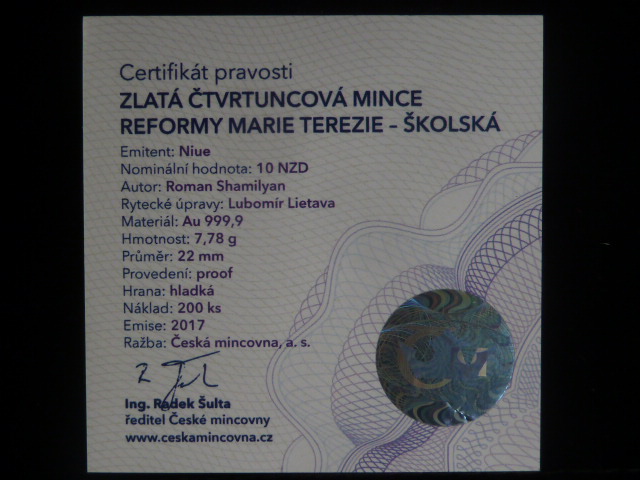 Certifikát pravosti
ZLATÁ ČTVRTUNCOVÁ MINCE
REFORMY MARIE TEREZIE – ŠKOLSKÁ
Emitent: Niue
Nominální hodnota: 10 NZD
Autor: Roman Shamilyan
Rytecké úpravy: Lubomír Lietava
Materiál: Au 999,9
Hmotnost: 7,78 g
Průměr: 22 mm
Provedení: proof
Hrana: hladká
Náklad: 200 ks
Emise: 2017
Ražba: Česká mincovna, a. s.
Ing. Radek Šulta
ředitel České mincovny
www.ceskamincovna.cz
ČM